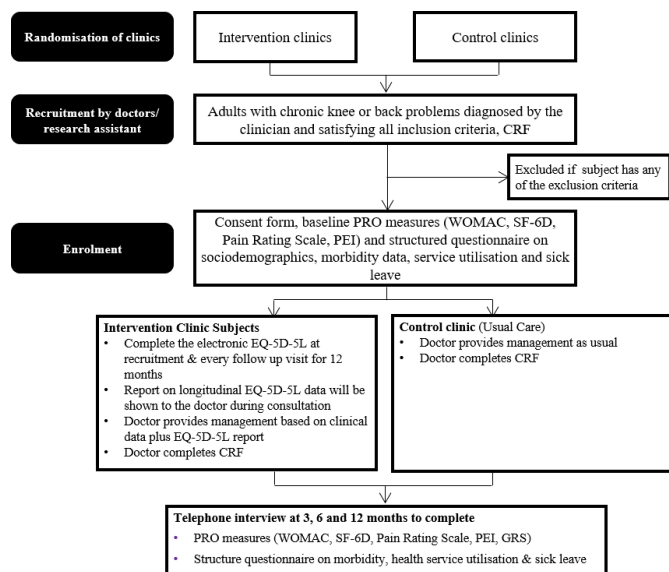 Randomisation of clinics
Intervention clinics
Control clinics
Recruitment by doctors/
research assistant
Adults with chronic knee or back problems diagnosed by the
clinician and satisfying all inclusion criteria, CRF
Excluded if subject has any
of the exclusion criteria
Enrolment
Consent form, baseline PRO measures (WOMAC, SF-6D,
Pain Rating Scale, PEI) and structured questionnaire on
sociodemographics, morbidity data, service utilisation and sick
leave
Intervention Clinic Subjects
• Complete the electronic EQ-5D-5L at
recruitment & every follow up visit for 12
months
• Report on longitudinal EQ-5D-5L data will be
shown to the doctor during consultation
• Doctor provides management based on clinical
data plus EQ-5D-5L report
• Doctor completes CRF
Control clinic (Usual Care)
• Doctor provides management as usual
• Doctor completes CRF
Telephone interview at 3, 6 and 12 months to complete
• PRO measures (WOMAC, SF-6D, Pain Rating Scale, PEI, GRS)
• Structure questionnaire on morbidity, health service utilisation & sick leave